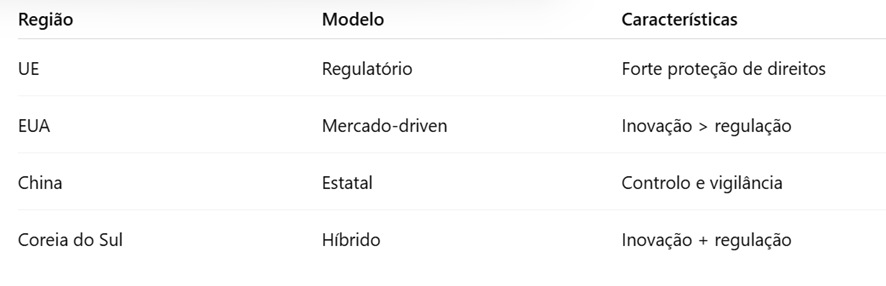 Região Modelo Características
UE Regulatório Forte proteção de direitos
EUA Mercado-driven Inovação > regulação
China Estatal Controlo e vigilância
Coreia do Sul Híbrido Inovação + regulação